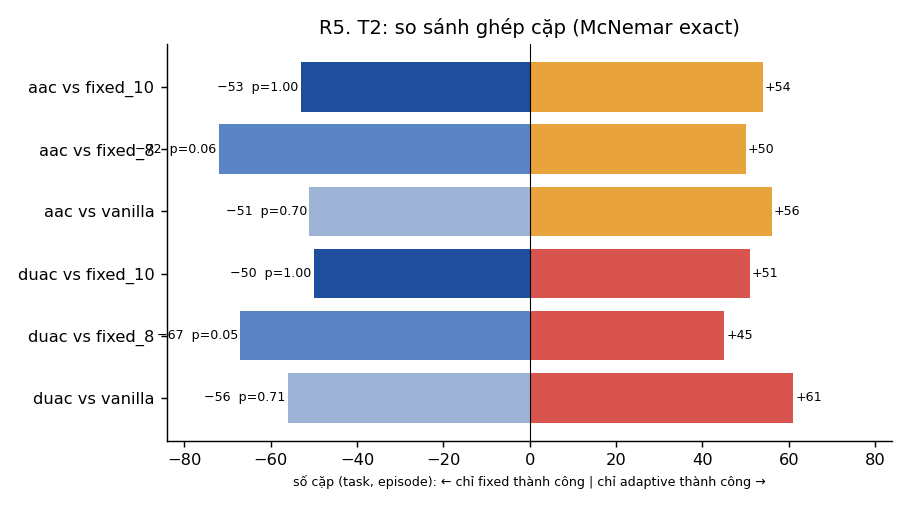 R5. T2: so sánh ghép cặp (McNemar exact)
aac vs fixed_10 −53 p=1.00 +54
aac vs fixed_8 −72 p=0.06 +50
aac vs vanilla −51 p=0.70 +56
duac vs fixed_10 −50 p=1.00 +51
duac vs fixed_8 −67 p=0.05 +45
duac vs vanilla −56 p=0.71 +61
−80 −60 −40 −20 0 20 40 60 80
số cặp (task, episode): ← chỉ fixed thành công | chỉ adaptive thành công →